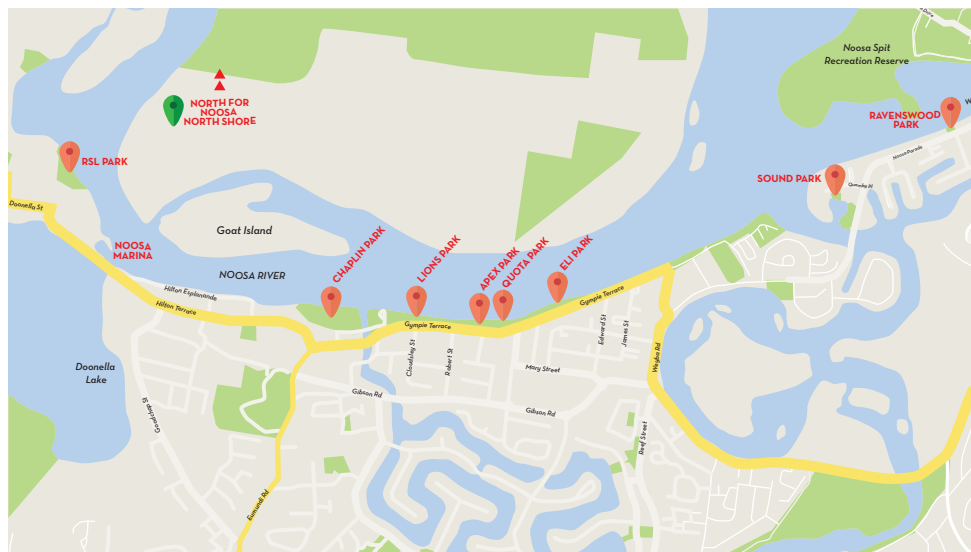 Noosa Spit
Recreation Reserve
NORTH FOR
NOOSA
NORTH SHORE
RAVENSWOOD
PARK
Noosa Parade
RSL PARK
SOUND PARK
Quamby Pl
Doonella St
Goat Island
NOOSA
MARINA
NOOSA RIVER
CHAPLIN PARK
LIONS PARK
APEX PARK
QUOTA PARK
ELI PARK
Hilton Esplanade
Hilton Terrace
Gympie Terrace
Gympie Terrace
Edward St
James St
Cloudsley St
Robert St
Mary Street
Weyba Rd
Doonella
Lake
Goodchap St
Gibson Rd
Gibson Rd
Reef Street
Eumundi Rd